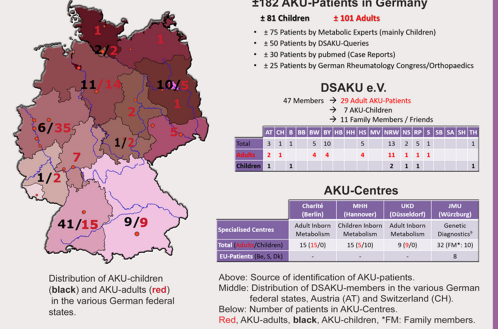 ±182 AKU-Patients in Germany
± 81 Children ± 101 Adults
• ± 75 Patients by Metabolic Experts (mainly Children)
• ± 50 Patients by DSAKU-Queries
• ± 30 Patients by pubmed (Case Reports)
• ± 25 Patients by German Rheumatology Congress/Orthopaedics
DSAKU e.V.
47 Members → 29 Adult AKU-Patients
→ 7 AKU-Children
→ 11 Family Members / Friends
AT CH B BB BW BY HB HH HS MV NRW NS RP S SB SA SH TH
Total 3 1 1 5 10 5 13 2 5 1 1
Adults 2 1 4 4 4 11 1 1 1
Children 1 1 2 1 1 1
AKU-Centres
Charité (Berlin) MHH (Hannover) UKD (Düsseldorf) JMU (Würzburg)
Specialised Centres Adult Inborn Metabolism Children Inborn Metabolism Adult Inborn Metabolism Genetic Diagnostics
Total (Adults/Children) 15 (15/0) 15 (5/10) 9 (9/0) 32 (FM*: 10)
EU-Patients (Be, S, Dk) - - - 8
1
1
2/2
11/14
10/5
1
2
6/35
1/2
5
7
1/2
41/15
9/9
Distribution of AKU-children
(black) and AKU-adults (red)
in the various German federal
states.
Above: Source of identification of AKU-patients.
Middle: Distribution of DSAKU-members in the various German
federal states, Austria (AT) and Switzerland (CH).
Below: Number of patients in AKU-Centres.
Red, AKU-adults, black, AKU-children, *FM: Family members.